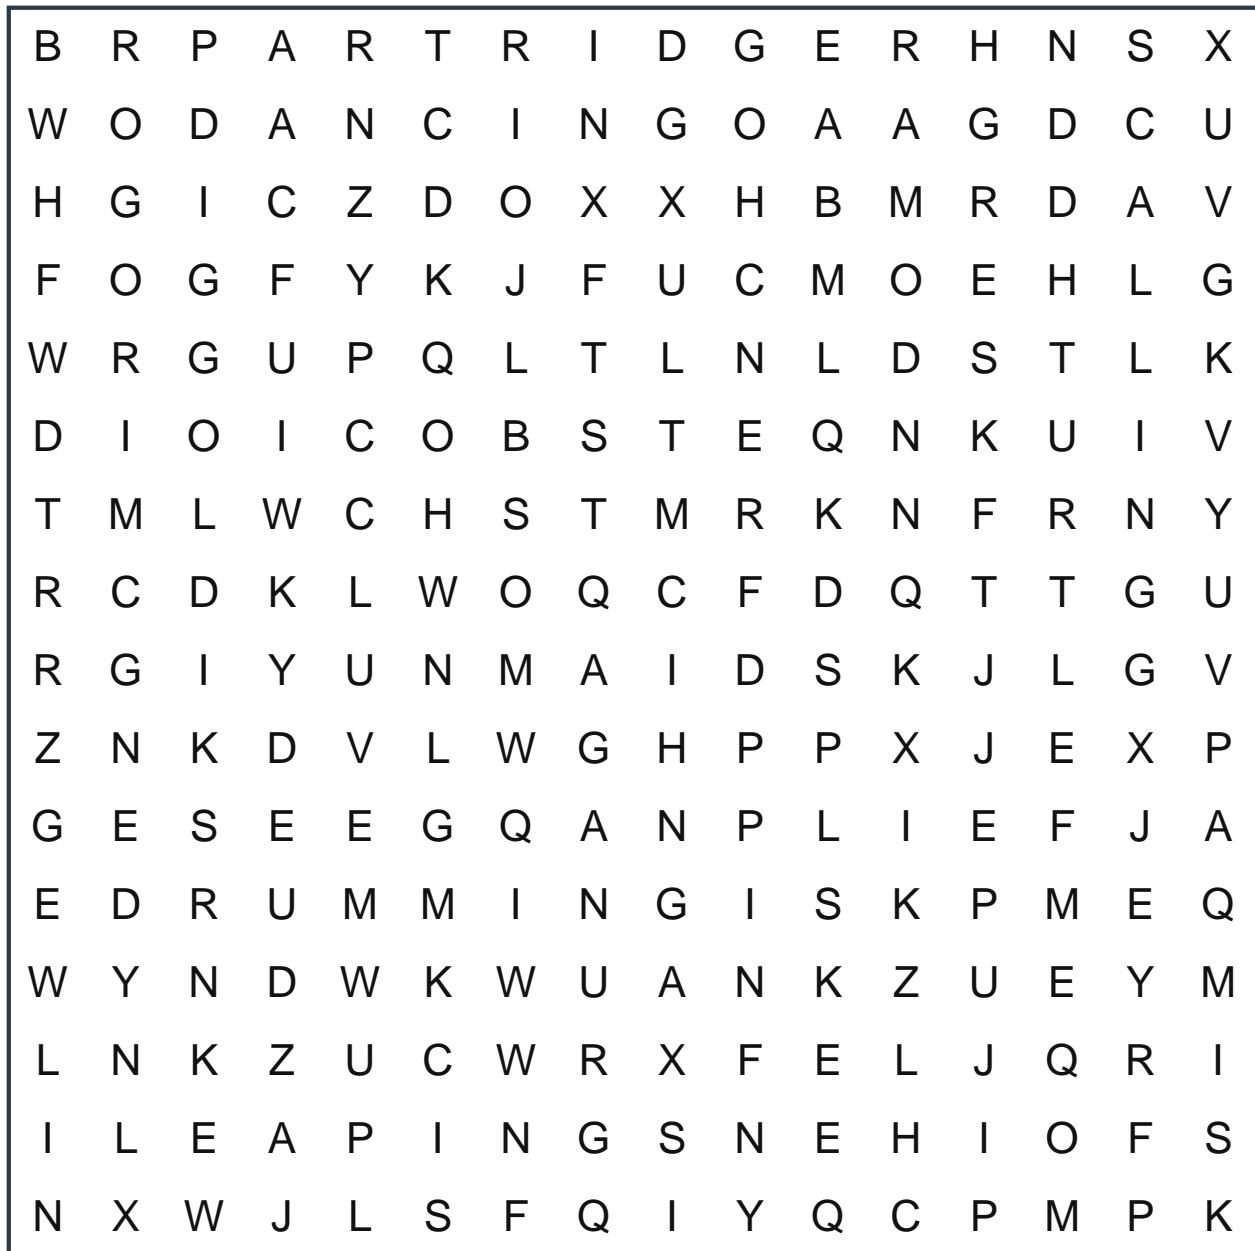 B R P A R T R I D G E R H N S X
W O D A N C I N G O A A G D C U
H G I C Z D O X X H B M R D A V
F O G F Y K J F U C M O E H L G
W R G U P Q L T L N L D S T L K
D I O I C O B S T E Q N K U I V
T M L W C H S T M R K N F R N Y
R C D K L W O Q C F D Q T T G U
R G I Y U N M A I D S K J L G V
Z N K D V L W G H P P X J E X P
G E S E E G Q A N P L I E F J A
E D R U M M I N G I S K P M E Q
W Y N D W K W U A N K Z U E Y M
L N K Z U C W R X F E L J Q R I
I L E A P I N G S N E H I O F S
N X W J L S F Q I Y Q C P M P K